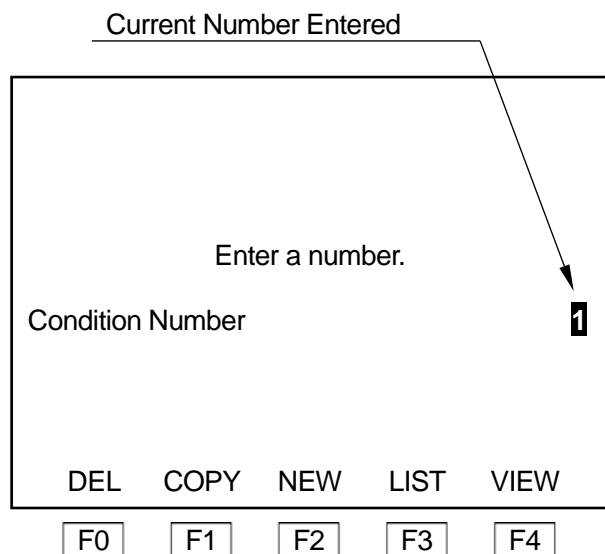 Current Number Entered
Enter a number.
Condition Number 1
DEL COPY NEW LIST VIEW
F0 F1 F2 F3 F4